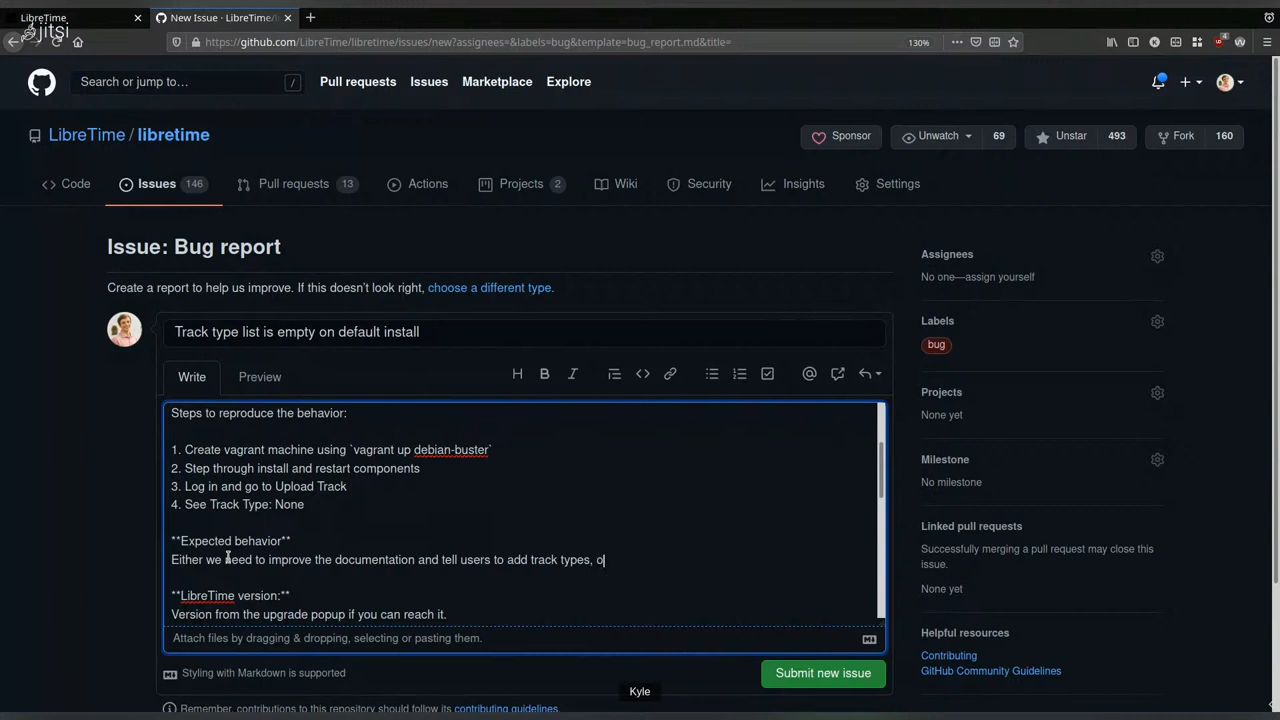 LibreTime
New Issue · LibreTime/l
jitsi
https://github.com/LibreTime/libretime/issues/new?assignees=&labels=bug&template=bug_report.md&title=
130%
4
Search or jump to…
/
Pull requests
Issues
Marketplace
Explore
LibreTime / libretime
Sponsor
Unwatch
69
Unstar
493
Fork
160
Code
Issues 146
Pull requests 13
Actions
Projects 2
Wiki
Security
Insights
Settings
Issue: Bug report
Create a report to help us improve. If this doesn't look right, choose a different type.
Track type list is empty on default install
Write
Preview
Steps to reproduce the behavior:
1. Create vagrant machine using `vagrant up debian-buster`
2. Step through install and restart components
3. Log in and go to Upload Track
4. See Track Type: None
**Expected behavior**
Either we need to improve the documentation and tell users to add track types, o
**LibreTime version:**
Version from the upgrade popup if you can reach it.
Attach files by dragging & dropping, selecting or pasting them.
Styling with Markdown is supported
Submit new issue
Kyle
Remember, contributions to this repository should follow its contributing guidelines.
Assignees
No one—assign yourself
Labels
bug
Projects
None yet
Milestone
No milestone
Linked pull requests
Successfully merging a pull request may close this issue.
None yet
Helpful resources
Contributing
GitHub Community Guidelines